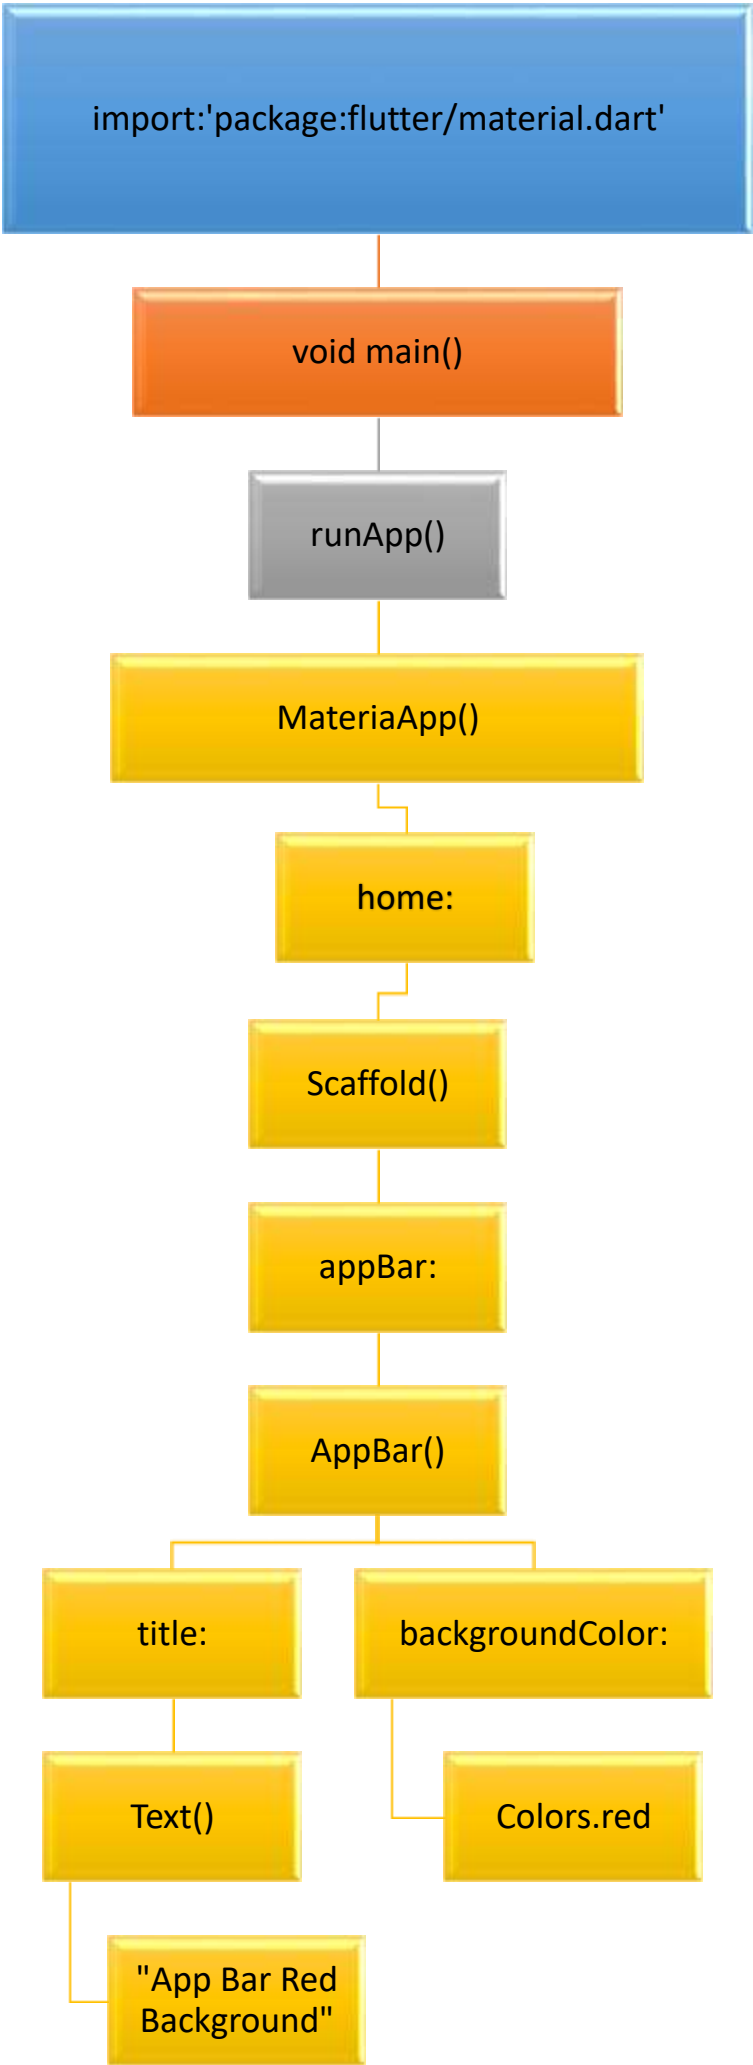 import:'package:flutter/material.dart'
void main()
runApp()
MateriaApp()
home:
Scaffold()
appBar:
AppBar()
title:
backgroundColor:
Text()
Colors.red
"App Bar Red
Background"